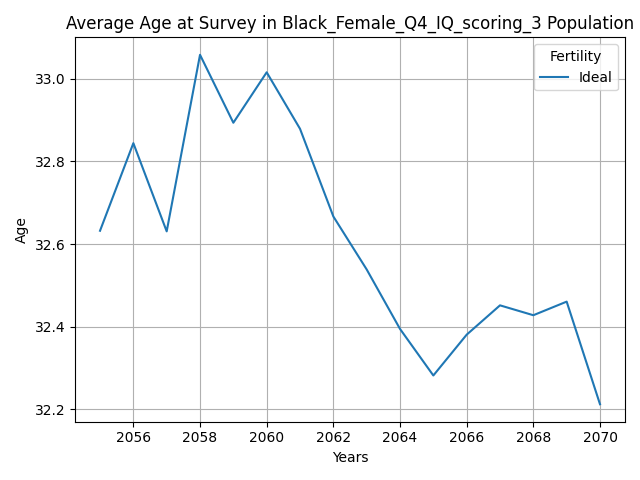 Average Age at Survey in Black_Female_Q4_IQ_scoring_3 Population
Fertility
Ideal
33.0
32.8
32.6
32.4
32.2
Age
2056 2058 2060 2062 2064 2066 2068 2070
Years